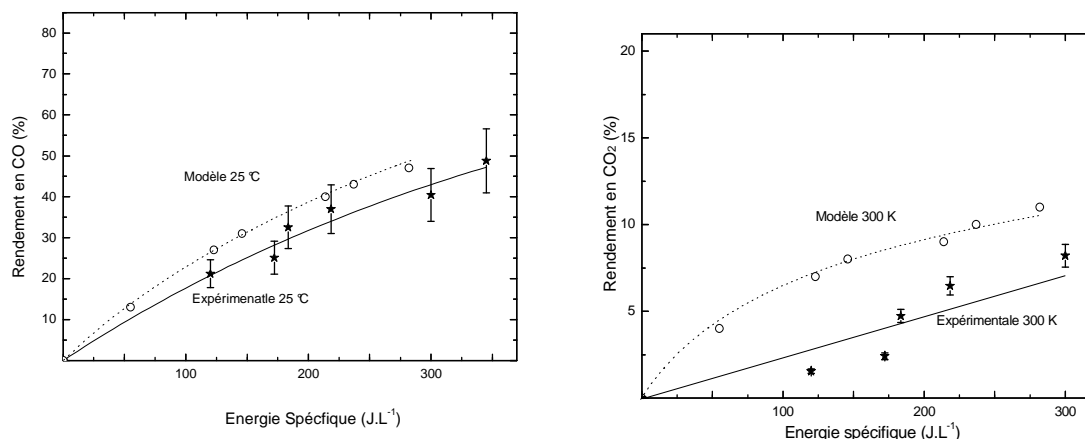 80
70
60
50
40
30
20
10
Rendement en CO (%)
Modèle 25 °C
Expérimenatle 25 °C
100
200
300
Energie Spécfique (J.L-1)
20
15
10
5
Rendement en CO2 (%)
Modèle 300 K
Expérimentale 300 K
100
200
300
Energie spécifique (J.L-1)